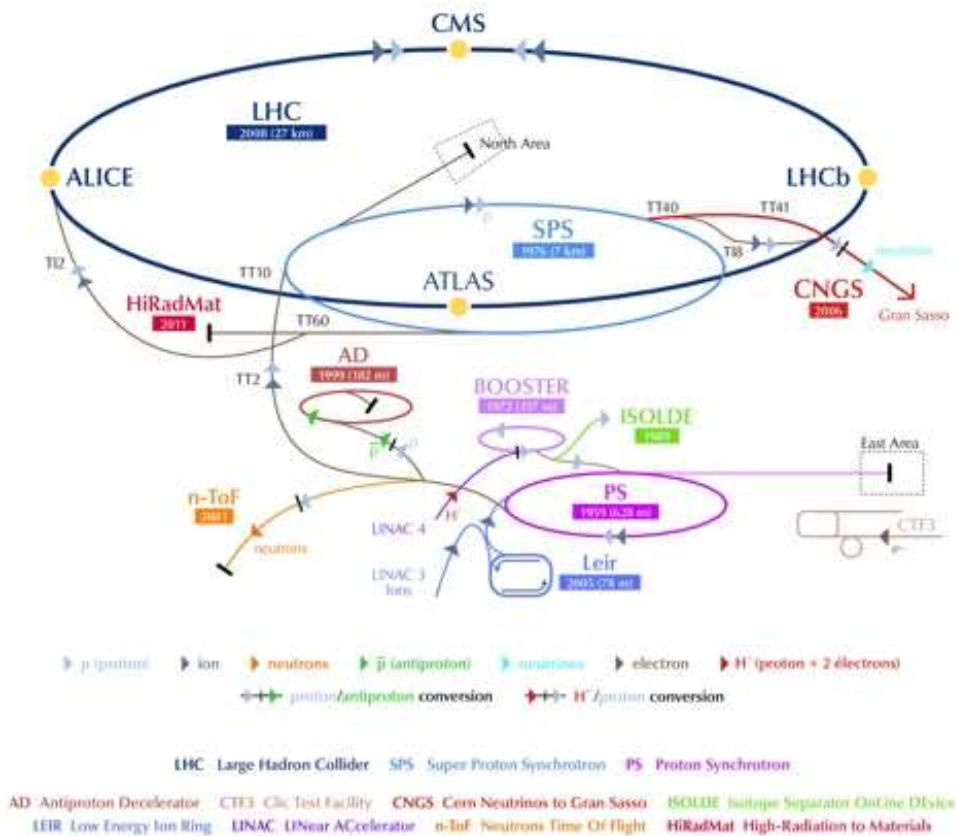 CMS
LHC
2008 (27 km)
North Area
ALICE
LHCb
TT40
TT41
SPS
1976 (7 km)
TI8
TI2
TT10
ATLAS
HiRadMat
2011
TT60
CNGS
2006
neutrinos
Gran Sasso
AD
1999 (182 m)
TT2
BOOSTER
1972 (157 m)
ISOLDE
1989
p
p̄
East Area
n-ToF
2001
neutrons
LINAC 4
H⁻
PS
1959 (628 m)
CTF3
e-
LINAC 3
Ions
Leir
2005 (78 m)
p (proton)
ion
neutrons
p̄ (antiproton)
neutrinos
electron
H⁻ (proton + 2 électrons)
proton/antiproton conversion
H⁻/proton conversion
LHC Large Hadron Collider SPS Super Proton Synchrotron PS Proton Synchrotron
AD Antiproton Decelerator CTF3 Clic Test Facility CNGS Cern Neutrinos to Gran Sasso ISOLDE Isotope Separator OnLine DEvice
LEIR Low Energy Ion Ring LINAC LINear ACcelerator n-ToF Neutrons Time Of Flight HiRadMat High-Radiation to Materials